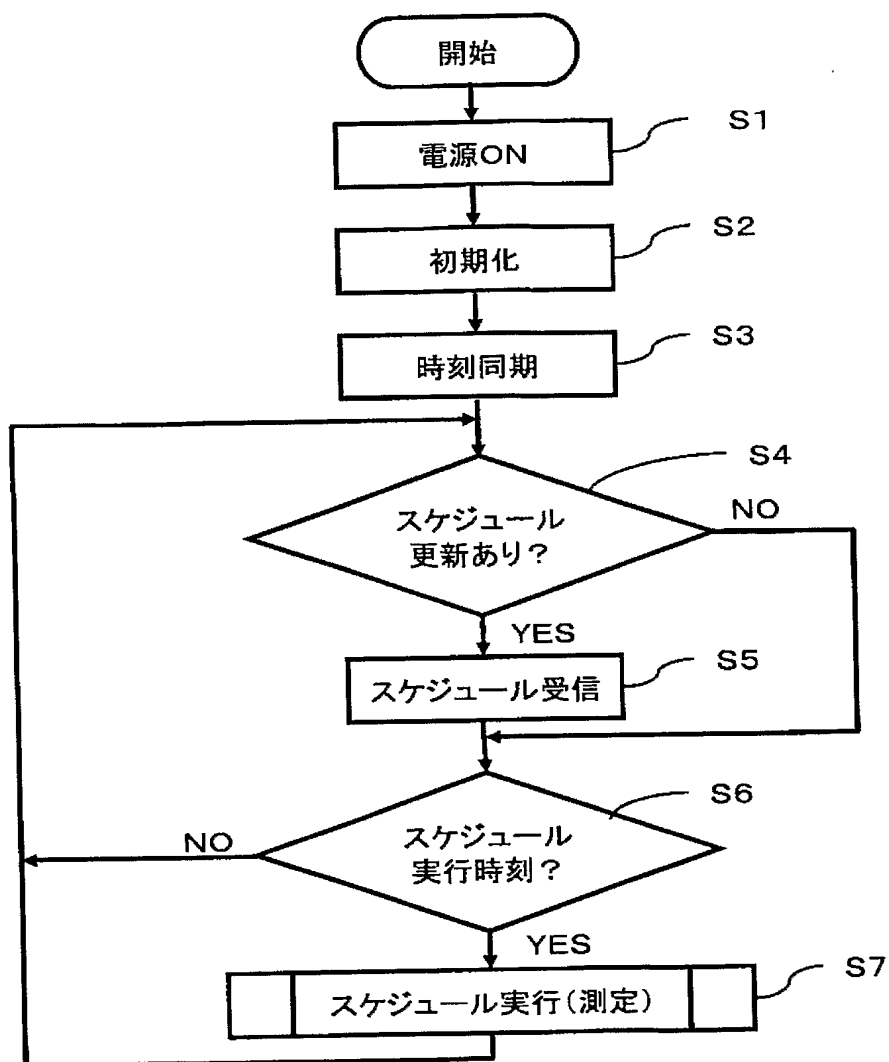 開始
電源ON
S1
初期化
S2
時刻同期
S3
スケジュール
更新あり?
S4
NO
YES
スケジュール受信
S5
スケジュール
実行時刻?
S6
NO
YES
スケジュール実行(測定)
S7